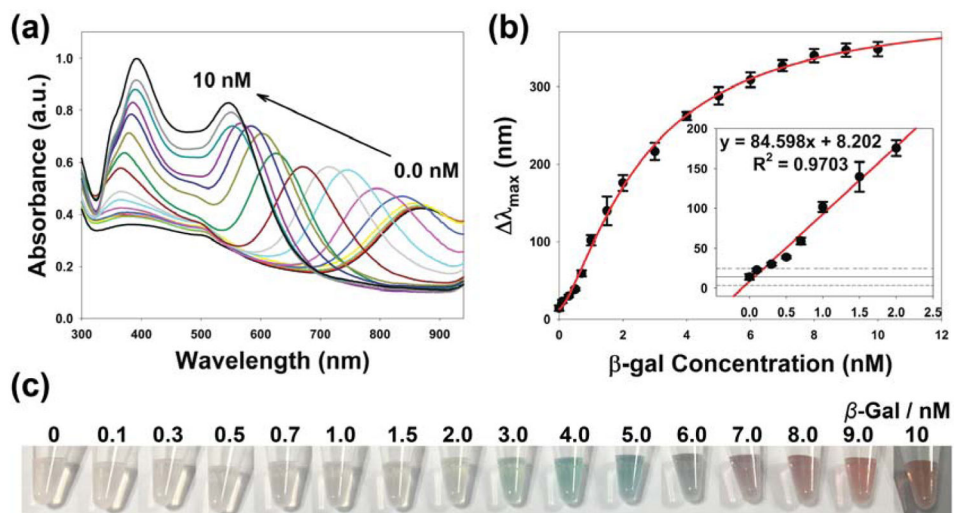 (a)
Absorbance (a.u.)
1.0
0.8
0.6
0.4
0.2
0.0
10 nM
0.0 nM
300 400 500 600 700 800 900
Wavelength (nm)
(b)
Δλmax (nm)
300
200
100
0
y = 84.598x + 8.202
R² = 0.9703
200
150
100
50
0
0.0 0.5 1.0 1.5 2.0 2.5
0 2 4 6 8 10 12
β-gal Concentration (nM)
(c)
β-Gal / nM
0 0.1 0.3 0.5 0.7 1.0 1.5 2.0 3.0 4.0 5.0 6.0 7.0 8.0 9.0 10